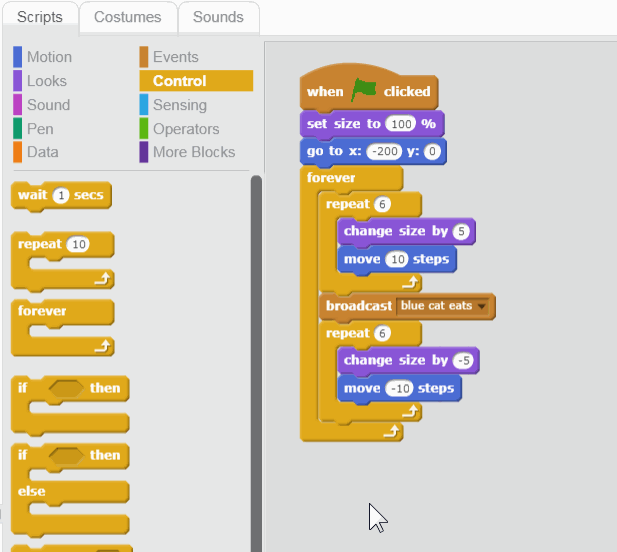 Scripts Costumes Sounds
Motion Events
Looks Control
Sound Sensing
Pen Operators
Data More Blocks
wait 1 secs
repeat 10
forever
if then
if then
else
when clicked
set size to 100 %
go to x: -200 y: 0
forever
repeat 6
change size by 5
move 10 steps
broadcast blue cat eats
repeat 6
change size by -5
move -10 steps